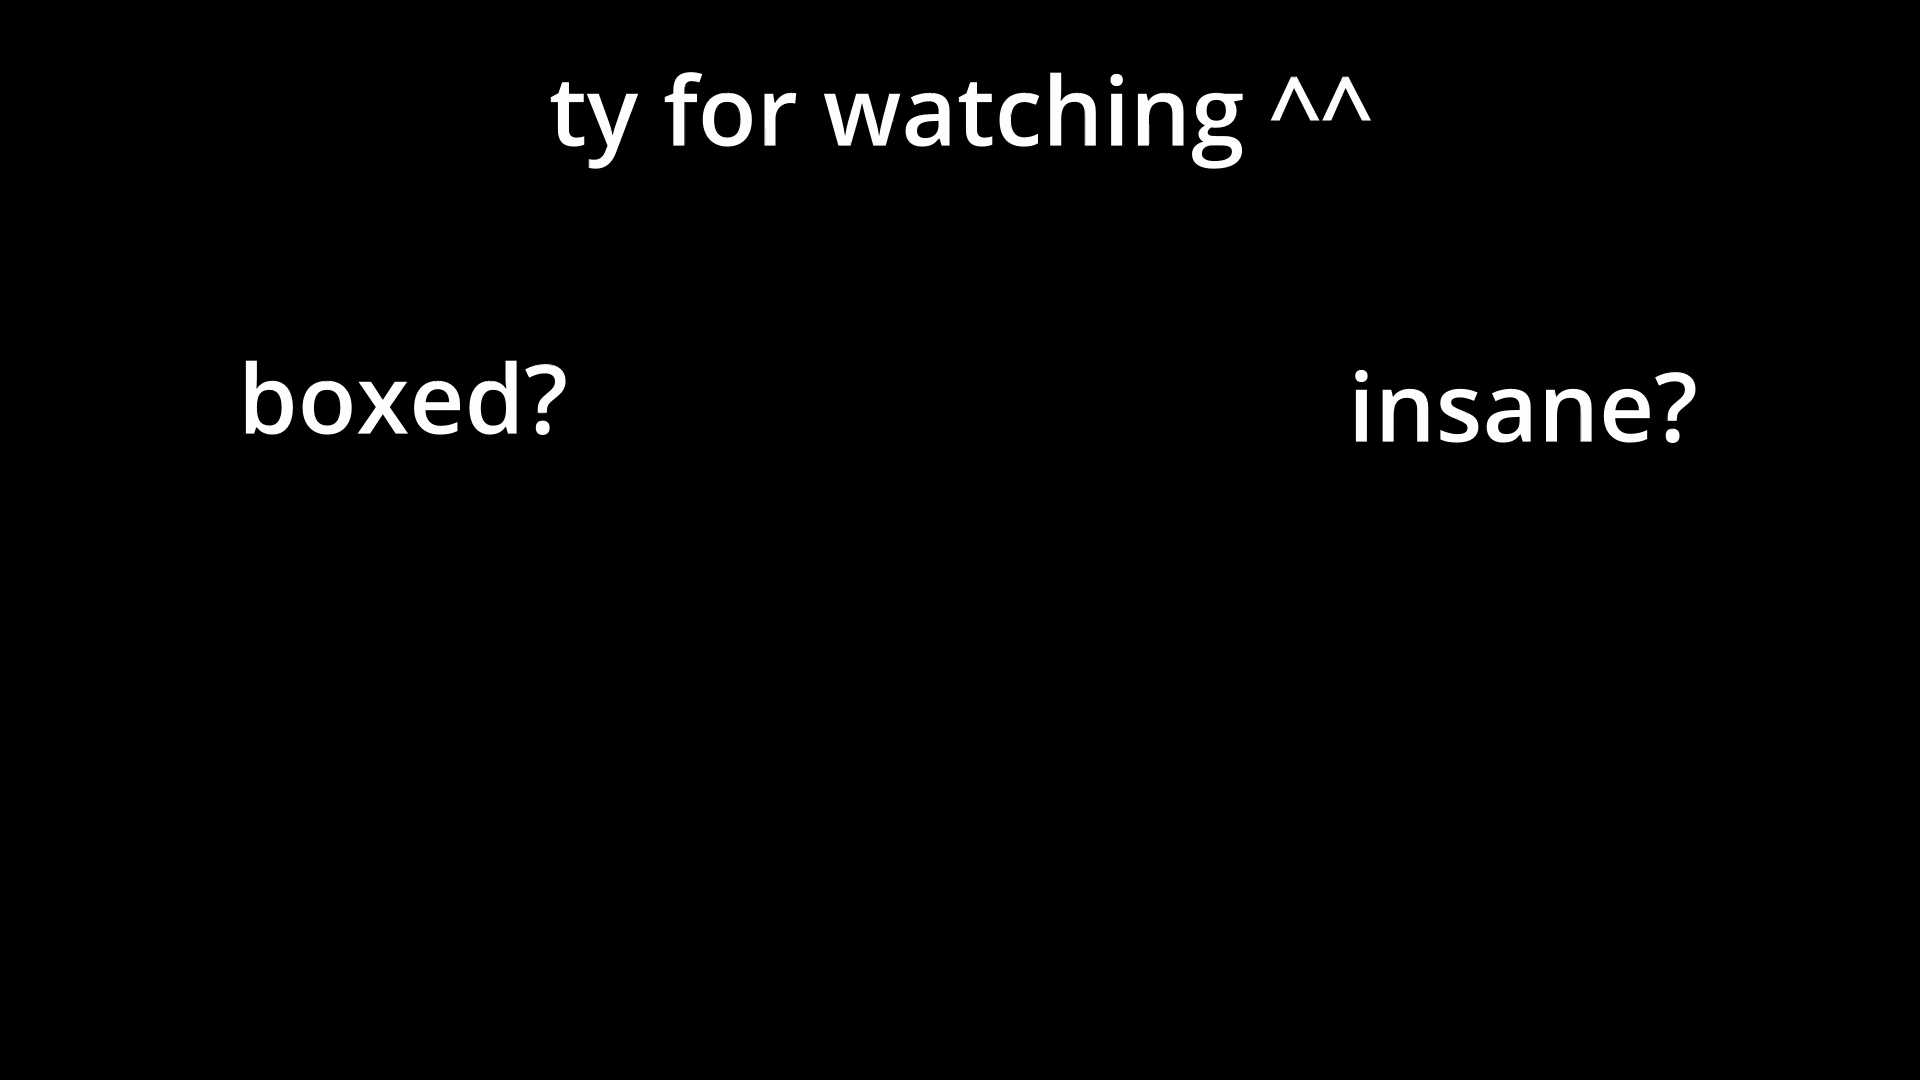 ty for watching ^^
boxed?
insane?